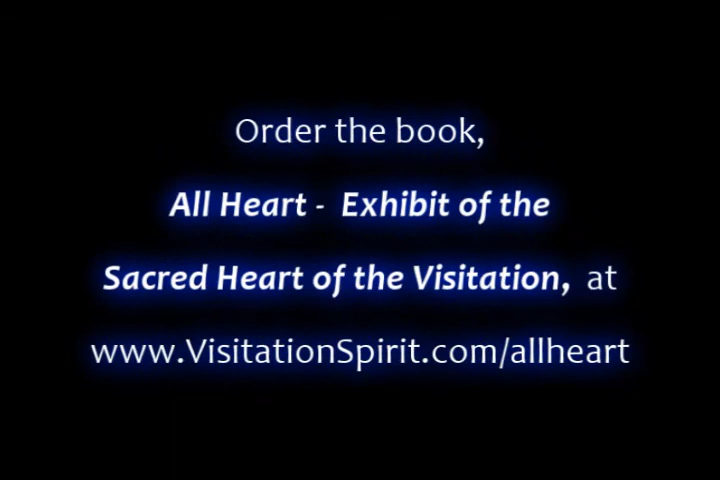 Order the book,
All Heart - Exhibit of the
Sacred Heart of the Visitation, at
www.VisitationSpirit.com/allheart